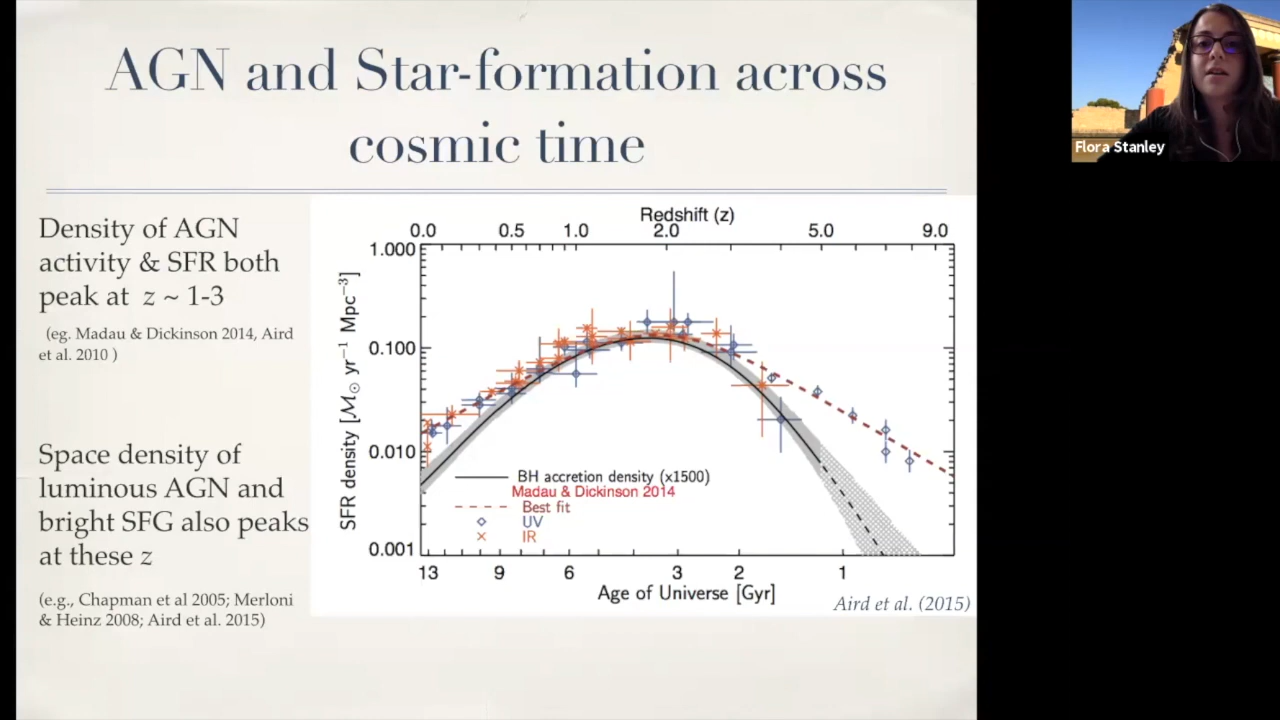 AGN and Star-formation across
cosmic time
Density of AGN
activity & SFR both
peak at z ~ 1-3
(eg. Madau & Dickinson 2014, Aird
et al. 2010 )
Space density of
luminous AGN and
bright SFG also peaks
at these z
(e.g., Chapman et al 2005; Merloni
& Heinz 2008; Aird et al. 2015)
Redshift (z)
0.0 0.5 1.0 2.0 5.0 9.0
1.000
0.100
0.010
0.001
SFR density [M⊙ yr⁻¹ Mpc⁻³]
BH accretion density (x1500)
Madau & Dickinson 2014
Best fit
UV
IR
13 9 6 3 2 1
Age of Universe [Gyr]
Aird et al. (2015)
Flora Stanley